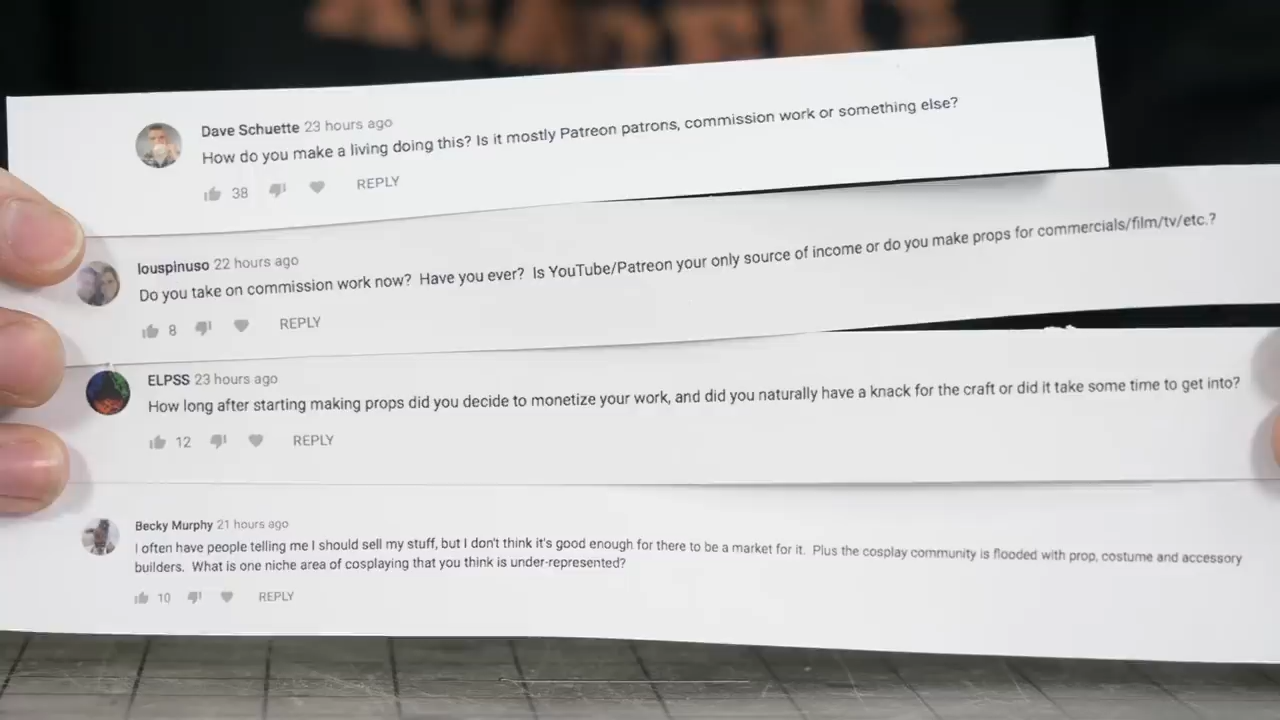 ACADEMY
Dave Schuette 23 hours ago
How do you make a living doing this? Is it mostly Patreon patrons, commission work or something else?
38 REPLY
louspinuso 22 hours ago
Do you take on commission work now?  Have you ever?  Is YouTube/Patreon your only source of income or do you make props for commercials/film/tv/etc.?
8 REPLY
ELPSS 23 hours ago
How long after starting making props did you decide to monetize your work, and did you naturally have a knack for the craft or did it take some time to get into?
12 REPLY
Becky Murphy 21 hours ago
I often have people telling me I should sell my stuff, but I don't think it's good enough for there to be a market for it.  Plus the cosplay community is flooded with prop, costume and accessory
builders.  What is one niche area of cosplaying that you think is under-represented?
10 REPLY